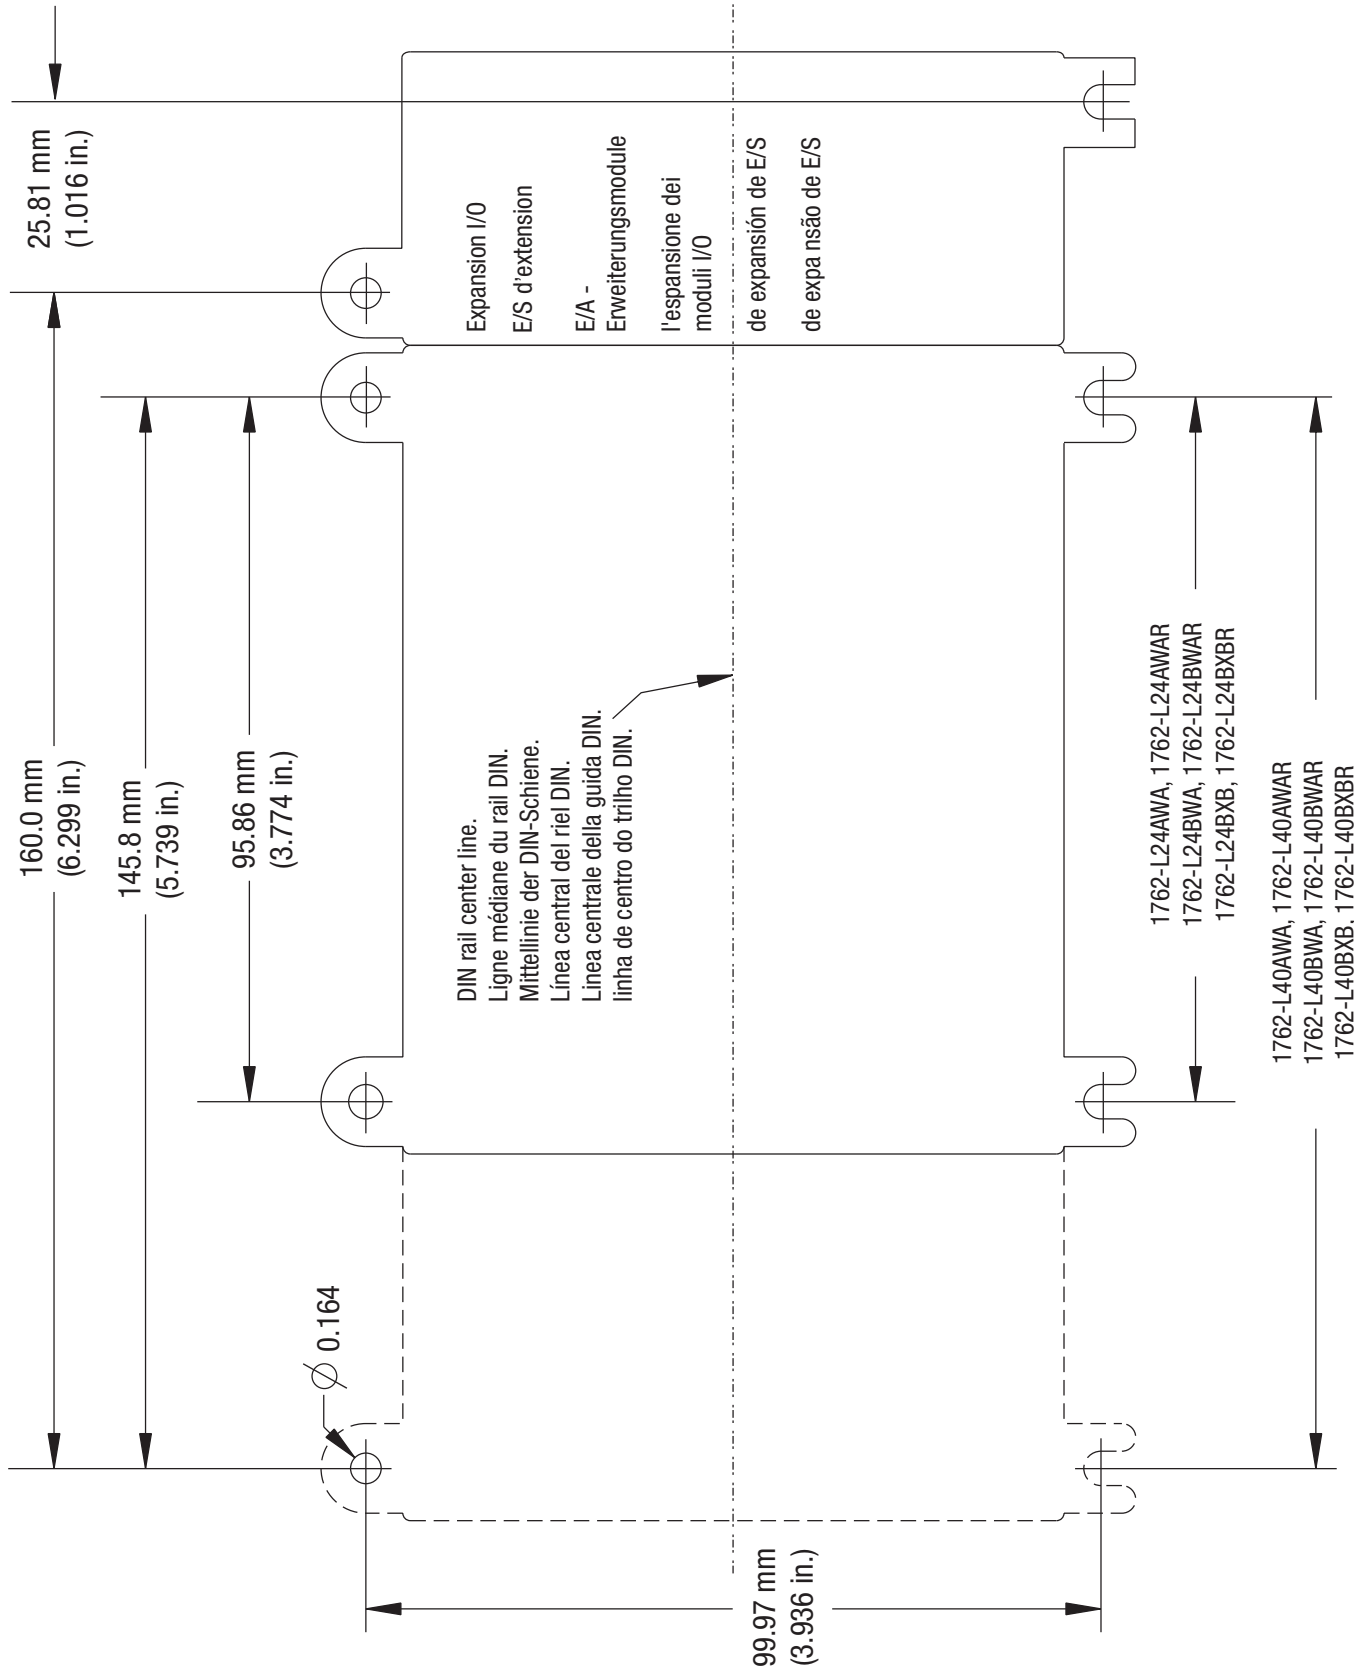 25.81 mm
(1.016 in.)
160.0 mm
(6.299 in.)
145.8 mm
(5.739 in.)
95.86 mm
(3.774 in.)
Expansion I/O
E/S d'extension
E/A -
Erweiterungsmodule
l'espansione dei
moduli I/O
de expansión de E/S
de expa nsão de E/S
DIN rail center line.
Ligne médiane du rail DIN.
Mittellinie der DIN-Schiene.
Línea central del riel DIN.
Linea centrale della guida DIN.
linha de centro do trilho DIN.
∅ 0.164
99.97 mm
(3.936 in.)
1762-L24AWA, 1762-L24AWAR
1762-L24BWA, 1762-L24BWAR
1762-L24BXB, 1762-L24BXBR
1762-L40AWA, 1762-L40AWAR
1762-L40BWA, 1762-L40BWAR
1762-L40BXB. 1762-L40BXBR